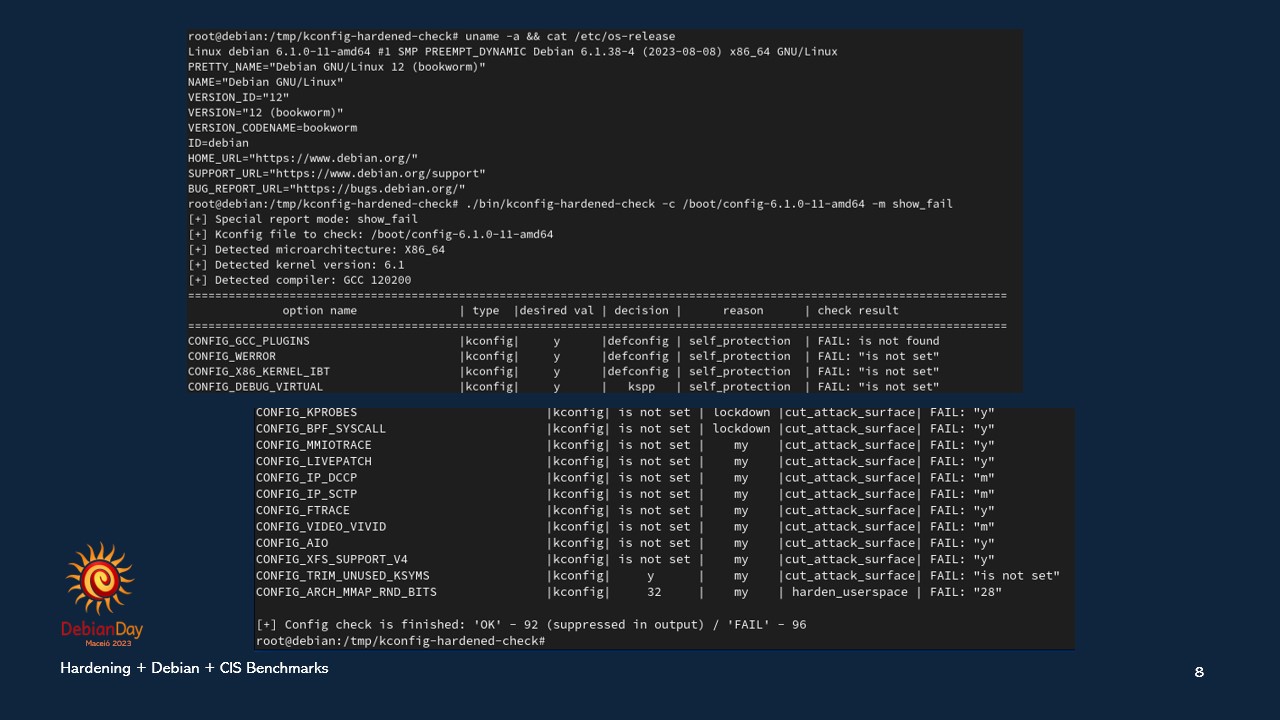 root@debian:/tmp/kconfig-hardened-check# uname -a && cat /etc/os-release
Linux debian 6.1.0-11-amd64 #1 SMP PREEMPT_DYNAMIC Debian 6.1.38-4 (2023-08-08) x86_64 GNU/Linux
PRETTY_NAME="Debian GNU/Linux 12 (bookworm)"
NAME="Debian GNU/Linux"
VERSION_ID="12"
VERSION="12 (bookworm)"
VERSION_CODENAME=bookworm
ID=debian
HOME_URL="https://www.debian.org/"
SUPPORT_URL="https://www.debian.org/support"
BUG_REPORT_URL="https://bugs.debian.org/"
root@debian:/tmp/kconfig-hardened-check# ./bin/kconfig-hardened-check -c /boot/config-6.1.0-11-amd64 -m show_fail
[+] Special report mode: show_fail
[+] Kconfig file to check: /boot/config-6.1.0-11-amd64
[+] Detected microarchitecture: X86_64
[+] Detected kernel version: 6.1
[+] Detected compiler: GCC 120200
=========================================================================================================================
option name | type |desired val | decision | reason | check result
=========================================================================================================================
CONFIG_GCC_PLUGINS |kconfig| y |defconfig | self_protection | FAIL: is not found
CONFIG_WERROR |kconfig| y |defconfig | self_protection | FAIL: "is not set"
CONFIG_X86_KERNEL_IBT |kconfig| y |defconfig | self_protection | FAIL: "is not set"
CONFIG_DEBUG_VIRTUAL |kconfig| y | kspp | self_protection | FAIL: "is not set"
CONFIG_KPROBES |kconfig| is not set | lockdown |cut_attack_surface| FAIL: "y"
CONFIG_BPF_SYSCALL |kconfig| is not set | lockdown |cut_attack_surface| FAIL: "y"
CONFIG_MMIOTRACE |kconfig| is not set | my |cut_attack_surface| FAIL: "y"
CONFIG_LIVEPATCH |kconfig| is not set | my |cut_attack_surface| FAIL: "y"
CONFIG_IP_DCCP |kconfig| is not set | my |cut_attack_surface| FAIL: "m"
CONFIG_IP_SCTP |kconfig| is not set | my |cut_attack_surface| FAIL: "m"
CONFIG_FTRACE |kconfig| is not set | my |cut_attack_surface| FAIL: "y"
CONFIG_VIDEO_VIVID |kconfig| is not set | my |cut_attack_surface| FAIL: "m"
CONFIG_AIO |kconfig| is not set | my |cut_attack_surface| FAIL: "y"
CONFIG_XFS_SUPPORT_V4 |kconfig| is not set | my |cut_attack_surface| FAIL: "y"
CONFIG_TRIM_UNUSED_KSYMS |kconfig| y | my |cut_attack_surface| FAIL: "is not set"
CONFIG_ARCH_MMAP_RND_BITS |kconfig| 32 | my | harden_userspace | FAIL: "28"
[+] Config check is finished: 'OK' - 92 (suppressed in output) / 'FAIL' - 96
root@debian:/tmp/kconfig-hardened-check#
DebianDay
Maceió 2023
Hardening + Debian + CIS Benchmarks
8